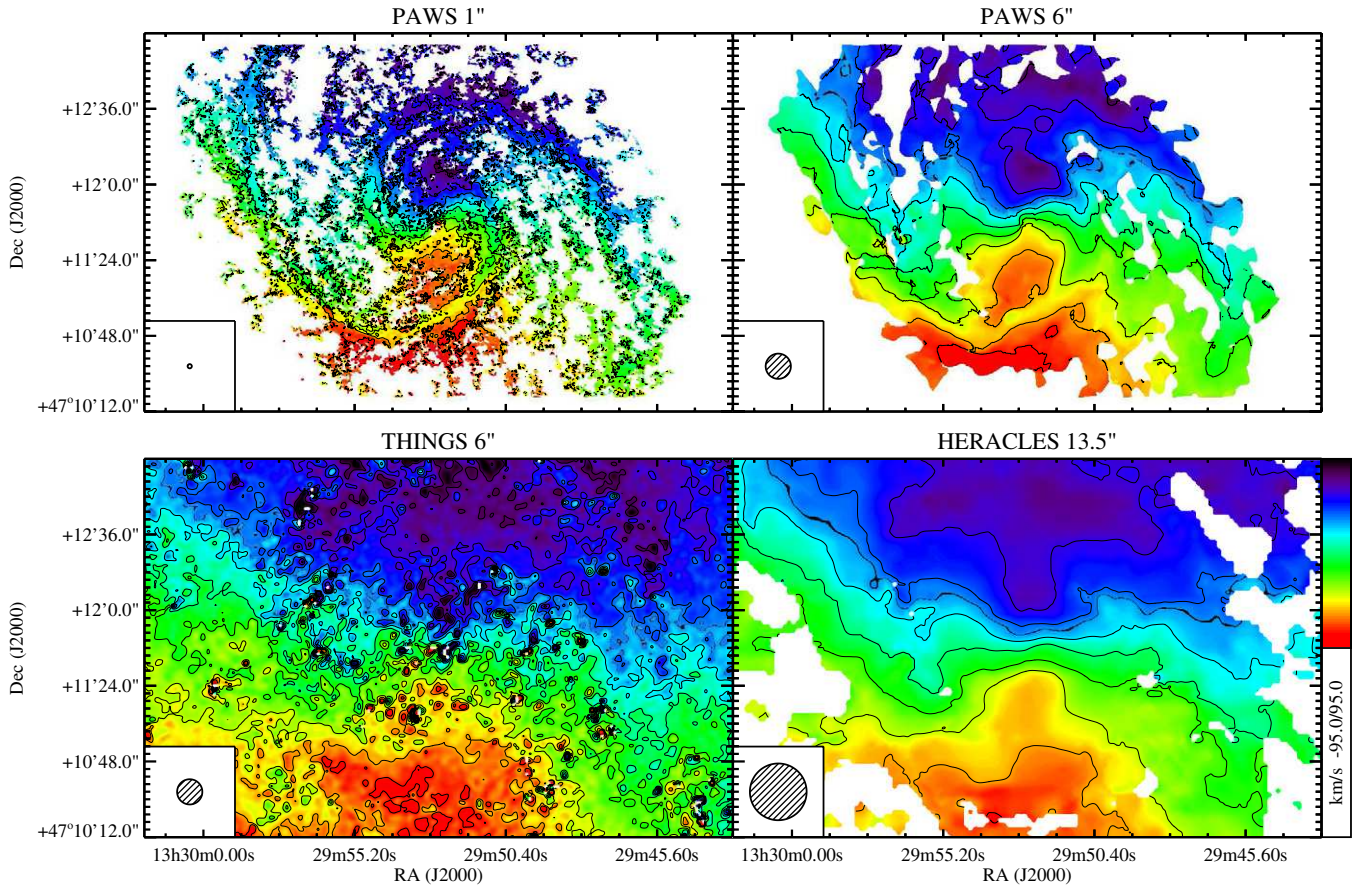 PAWS 1" PAWS 6"
+12'36.0"
+12'0.0"
+11'24.0"
+10'48.0"
+47°10'12.0"
Dec (J2000)
THINGS 6" HERACLES 13.5"
+12'36.0"
+12'0.0"
+11'24.0"
+10'48.0"
+47°10'12.0"
Dec (J2000)
13h30m0.00s 29m55.20s 29m50.40s 29m45.60s 13h30m0.00s 29m55.20s 29m50.40s 29m45.60s
RA (J2000) RA (J2000)
km/s -95.0/95.0